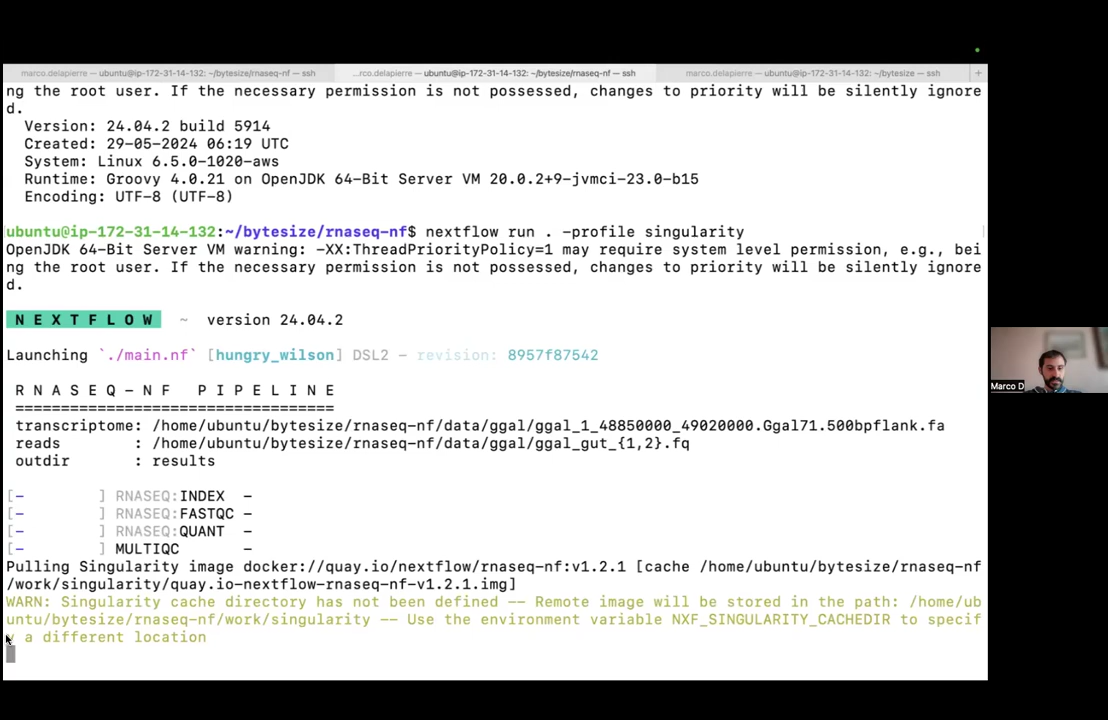 marco.delapierre — ubuntu@ip-172-31-14-132: ~/bytesize/rnaseq-nf — ssh
...rco.delapierre — ubuntu@ip-172-31-14-132: ~/bytesize/rnaseq-nf — ssh
marco.delapierre — ubuntu@ip-172-31-14-132: ~/bytesize — ssh
+
ng the root user. If the necessary permission is not possessed, changes to priority will be silently ignore
d.
Version: 24.04.2 build 5914
Created: 29-05-2024 06:19 UTC
System: Linux 6.5.0-1020-aws
Runtime: Groovy 4.0.21 on OpenJDK 64-Bit Server VM 20.0.2+9-jvmci-23.0-b15
Encoding: UTF-8 (UTF-8)
ubuntu@ip-172-31-14-132:~/bytesize/rnaseq-nf$ nextflow run . -profile singularity
OpenJDK 64-Bit Server VM warning: -XX:ThreadPriorityPolicy=1 may require system level permission, e.g., bei
ng the root user. If the necessary permission is not possessed, changes to priority will be silently ignore
d.
N E X T F L O W ~ version 24.04.2
Launching `./main.nf` [hungry_wilson] DSL2 - revision: 8957f87542
R N A S E Q - N F   P I P E L I N E
===================================
transcriptome: /home/ubuntu/bytesize/rnaseq-nf/data/ggal/ggal_1_48850000_49020000.Ggal71.500bpflank.fa
reads        : /home/ubuntu/bytesize/rnaseq-nf/data/ggal/ggal_gut_{1,2}.fq
outdir       : results
[-        ] RNASEQ:INDEX  -
[-        ] RNASEQ:FASTQC -
[-        ] RNASEQ:QUANT  -
[-        ] MULTIQC       -
Pulling Singularity image docker://quay.io/nextflow/rnaseq-nf:v1.2.1 [cache /home/ubuntu/bytesize/rnaseq-nf
/work/singularity/quay.io-nextflow-rnaseq-nf-v1.2.1.img]
WARN: Singularity cache directory has not been defined -- Remote image will be stored in the path: /home/ub
untu/bytesize/rnaseq-nf/work/singularity -- Use the environment variable NXF_SINGULARITY_CACHEDIR to specif
y a different location
Marco D